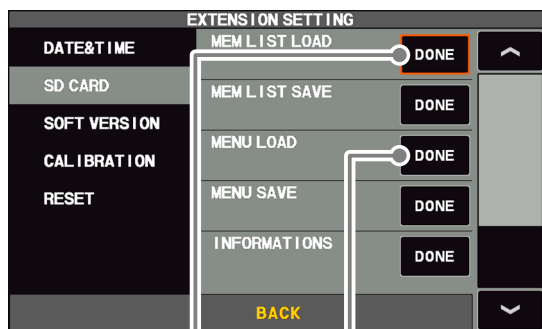 EXTENSION SETTING
DATE&TIME
SD CARD
SOFT VERSION
CALIBRATION
RESET
MEM LIST LOAD DONE
MEM LIST SAVE DONE
MENU LOAD DONE
MENU SAVE DONE
INFORMATIONS DONE
BACK